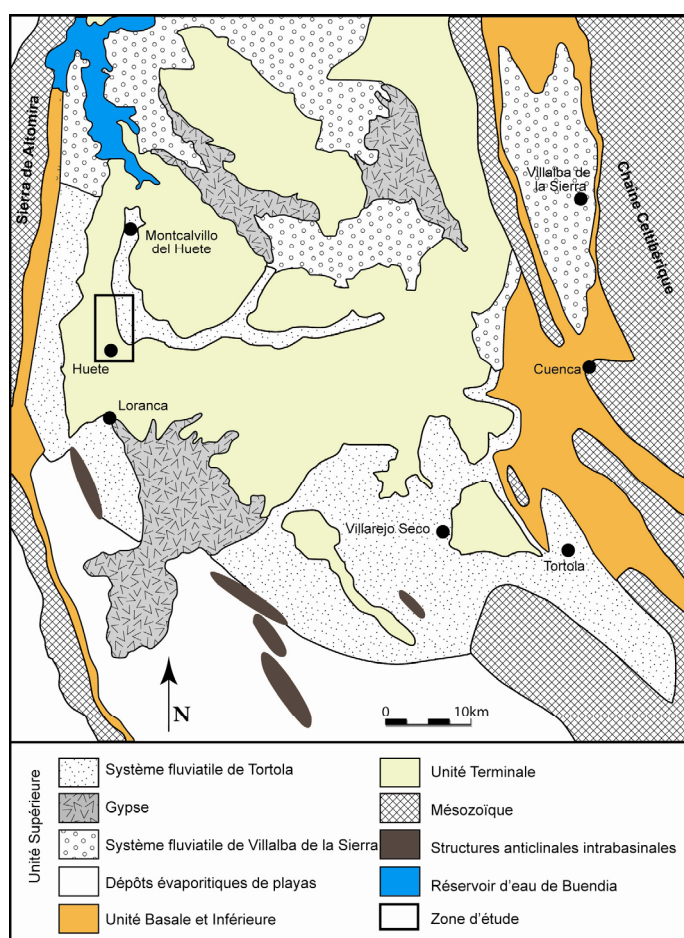 Sierra de Altomira
Villalba de
la Sierra
Chaîne Celtubérique
Montcalvillo
del Huete
Huete
Cuenca
Loranca
Villarejo Seco
Tortola
N
0 10km
Unité Supérieure
Système fluviatile de Tortola
Gypse
Système fluviatile de Villalba de la Sierra
Dépôts évaporitiques de playas
Unité Basale et Inférieure
Unité Terminale
Mésozoïque
Structures anticlinales intrabasinales
Réservoir d'eau de Buendia
Zone d'étude